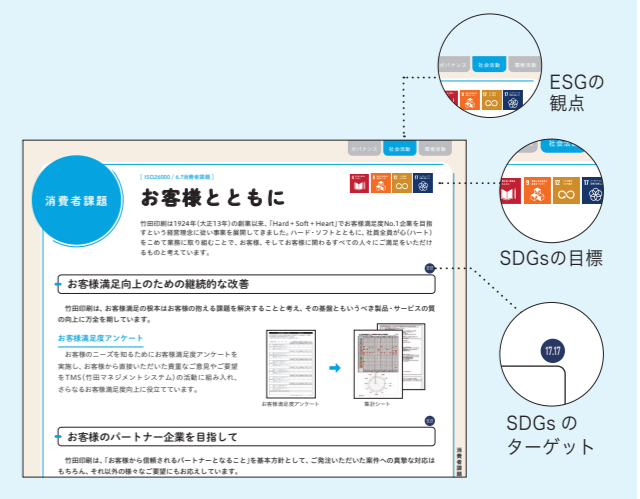 ガバナンス 社会活動 環境活動
ESGの
観点
ガバナンス 社会活動 環境活動
[ ISO26000 / 6.7消費者課題 ]
消費者課題
お客様とともに
竹田印刷は1924年(大正13年)の創業以来、「Hard+Soft+Heart」でお客様満足度No.1企業を目指
すという経営理念に従い事業を展開してきました。ハード・ソフトとともに、社員全員が心(ハート)
をこめて業務に取り組むことで、お客様、そしてお客様に関わるすべての人々にご満足をいただけ
るものと考えています。
SDGsの目標
17.17
お客様満足向上のための継続的な改善
竹田印刷は、お客様満足の根本はお客様の抱える課題を解決することと考え、その基盤ともいうべき製品・サービスの質
の向上に万全を期しています。
お客様満足度アンケート
お客様のニーズを知るためにお客様満足度アンケートを
実施し、お客様から直接いただいた貴重なご意見やご要望
をTMS(竹田マネジメントシステム)の活動に組み入れ、
さらなるお客様満足度向上に役立てています。
お客様満足度アンケート
集計シート
17.17
SDGs の
ターゲット
お客様のパートナー企業を目指して
竹田印刷は、「お客様から信頼されるパートナーとなること」を基本方針として、ご発注いただいた案件への真摯な対応は
もちろん、それ以外の様々なご要望にもお応えしています。
消費者課題